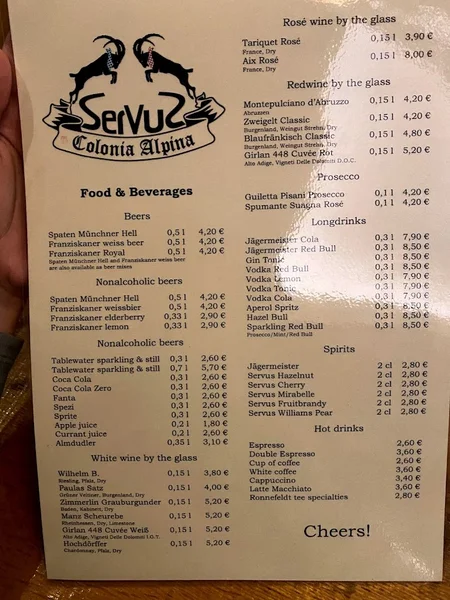 SerVuS
Colonia Alpina
Food & Beverages
Beers
Spaten Münchner Hell 0,5 l 4,20 €
Franziskaner weiss beer 0,5 l 4,20 €
Franziskaner Royal 0,5 l 4,20 €
Spaten Münchner Hell and Franziskaner weiss beer
are also available as beer mixes
Nonalcoholic beers
Spaten Münchner Hell 0,5 l 4,20 €
Franziskaner weissbier 0,5 l 4,20 €
Franziskaner elderberry 0,33 l 2,90 €
Franziskaner lemon 0,33 l 2,90 €
Nonalcoholic beers
Tablewater sparkling & still 0,3 l 2,60 €
Tablewater sparkling & still 0,7 l 5,70 €
Coca Cola 0,3 l 2,60 €
Coca Cola Zero 0,3 l 2,60 €
Fanta 0,3 l 2,60 €
Spezi 0,3 l 2,60 €
Sprite 0,3 l 2,60 €
Apple juice 0,2 l 1,80 €
Currant juice 0,2 l 2,60 €
Almdudler 0,35 l 3,10 €
White wine by the glass
Wilhelm B. 0,15 l 3,80 €
Riesling, Pfalz, Dry
Paulas Satz 0,15 l 4,00 €
Grüner Veltiner, Burgenland, Dry
Zimmerlin Grauburgunder 0,15 l 5,20 €
Baden, Kabinett, Dry
Manz Scheurebe 0,15 l 5,20 €
Rheinhessen, Dry, Limestone
Girlan 448 Cuvée Weiß 0,15 l 5,20 €
Alto Adige, Vigneti Delle Dolomiti I.G.T.
Hochdörffer 0,15 l 5,20 €
Chardonnay, Pfalz, Dry
Rosé wine by the glass
Tariquet Rosé 0,15 l 3,90 €
France, Dry
Aix Rosé 0,15 l 8,00 €
France, Dry
Redwine by the glass
Montepulciano d'Abruzzo 0,15 l 4,20 €
Abruzzen
Zweigelt Classic 0,15 l 4,20 €
Burgenland, Weingut Strehn, Dry
Blaufränkisch Classic 0,15 l 4,80 €
Burgenland, Weingut Strehn, Dry
Girlan 448 Cuvée Rot 0,15 l 5,20 €
Alto Adige, Vigneti Delle Dolomiti D.O.C.
Prosecco
Guiletta Pisani Prosecco 0,1 l 4,20 €
Spumante Suagna Rosé 0,1 l 4,20 €
Longdrinks
Jägermeister Cola 0,3 l 7,90 €
Jägermeister Red Bull 0,3 l 8,50 €
Gin Tonic 0,3 l 8,50 €
Vodka Red Bull 0,3 l 8,50 €
Vodka Lemon 0,3 l 7,90 €
Vodka Tonic 0,3 l 7,90 €
Vodka Cola 0,3 l 7,90 €
Aperol Spritz 0,3 l 8,50 €
Hazel Bull 0,3 l 8,50 €
Sparkling Red Bull 0,3 l 8,50 €
Prosecco/Mint/Red Bull
Spirits
Jägermeister 2 cl 2,80 €
Servus Hazelnut 2 cl 2,80 €
Servus Cherry 2 cl 2,80 €
Servus Mirabelle 2 cl 2,80 €
Servus Fruitbrandy 2 cl 2,80 €
Servus Williams Pear 2 cl 2,80 €
Hot drinks
Espresso 2,60 €
Double Espresso 3,60 €
Cup of coffee 2,60 €
White coffee 3,60 €
Cappuccino 3,40 €
Latte Macchiato 3,60 €
Ronnefeldt tee specialties 2,80 €
Cheers!